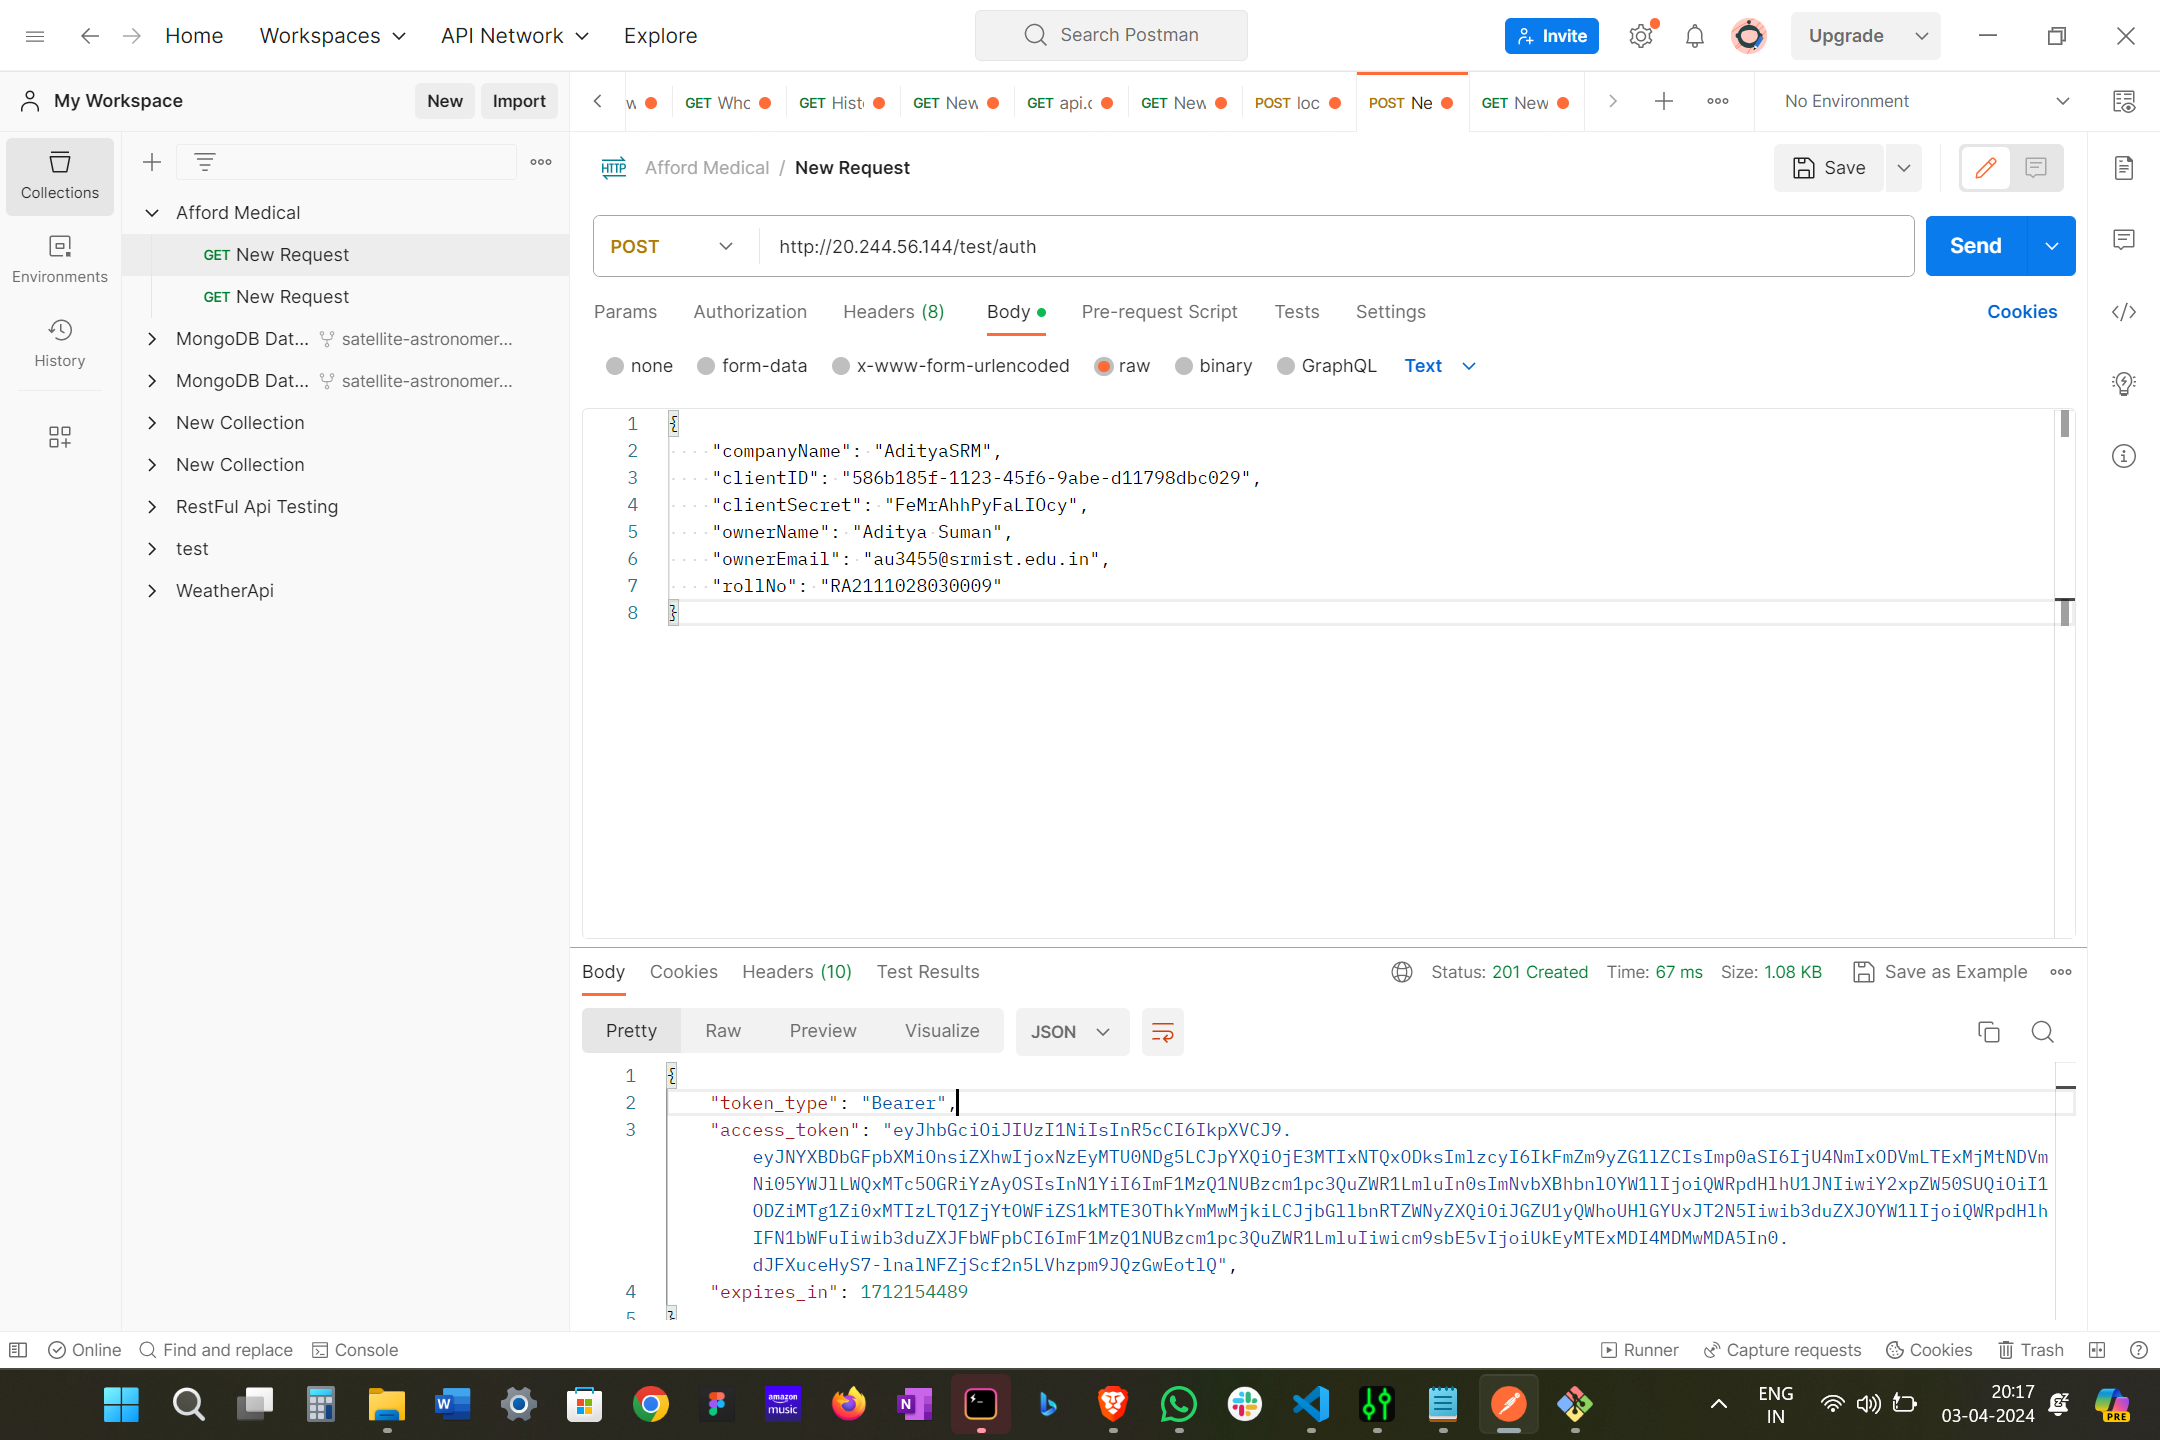 Home
Workspaces
API Network
Explore
Search Postman
Invite
Upgrade
My Workspace
New
Import
GET Who
GET Hist
GET New
GET api.c
GET New
POST loc
POST Ne
GET New
No Environment
Collections
Environments
History
Afford Medical
GET New Request
GET New Request
MongoDB Dat... satellite-astronomer...
MongoDB Dat... satellite-astronomer...
New Collection
New Collection
RestFul Api Testing
test
WeatherApi
HTTP
Afford Medical / New Request
Save
POST
http://20.244.56.144/test/auth
Send
Params
Authorization
Headers (8)
Body
Pre-request Script
Tests
Settings
Cookies
none
form-data
x-www-form-urlencoded
raw
binary
GraphQL
Text
1 {
2 "companyName": "AdityaSRM",
3 "clientID": "586b185f-1123-45f6-9abe-d11798dbc029",
4 "clientSecret": "FeMrAhhPyFaLIOcy",
5 "ownerName": "Aditya Suman",
6 "ownerEmail": "au3455@srmist.edu.in",
7 "rollNo": "RA2111028030009"
8 }
Body
Cookies
Headers (10)
Test Results
Status: 201 Created
Time: 67 ms
Size: 1.08 KB
Save as Example
Pretty
Raw
Preview
Visualize
JSON
1 {
2 "token_type": "Bearer",
3 "access_token": "eyJhbGciOiJIUzI1NiIsInR5cCI6IkpXVCJ9.
eyJNYXBDbGFpbXMiOnsiZXhwIjoxNzEyMTU0NDg5LCJpYXQiOjE3MTIxNTQxODksImlzcyI6IkFmZm9yZG1lZCIsImp0aSI6IjU4NmIxODVmLTExMjMtNDVm
Ni05YWJlLWQxMTc5OGRiYzAyOSIsInN1YiI6ImF1MzQ1NUBzcm1pc3QuZWR1LmluIn0sImNvbXBhbnlOYW1lIjoiQWRpdHlhU1JNIiwiY2xpZW50SUQiOiI1
ODZiMTg1Zi0xMTIzLTQ1ZjYtOWFiZS1kMTE3OThkYmMwMjkiLCJjbGllbnRTZWNyZXQiOiJGZU1yQWhoUHlGYUxJT2N5Iiwib3duZXJOYW1lIjoiQWRpdHlh
IFN1bWFuIiwib3duZXJFbWFpbCI6ImF1MzQ1NUBzcm1pc3QuZWR1LmluIiwicm9sbE5vIjoiUkEyMTExMDI4MDMwMDA5In0.
dJFXuceHyS7-lnalNFZjScf2n5LVhzpm9JQzGwEotlQ",
4 "expires_in": 1712154489
5 }
Online
Find and replace
Console
Runner
Capture requests
Cookies
Trash
amazon music
ENG
IN
20:17
03-04-2024
PRE